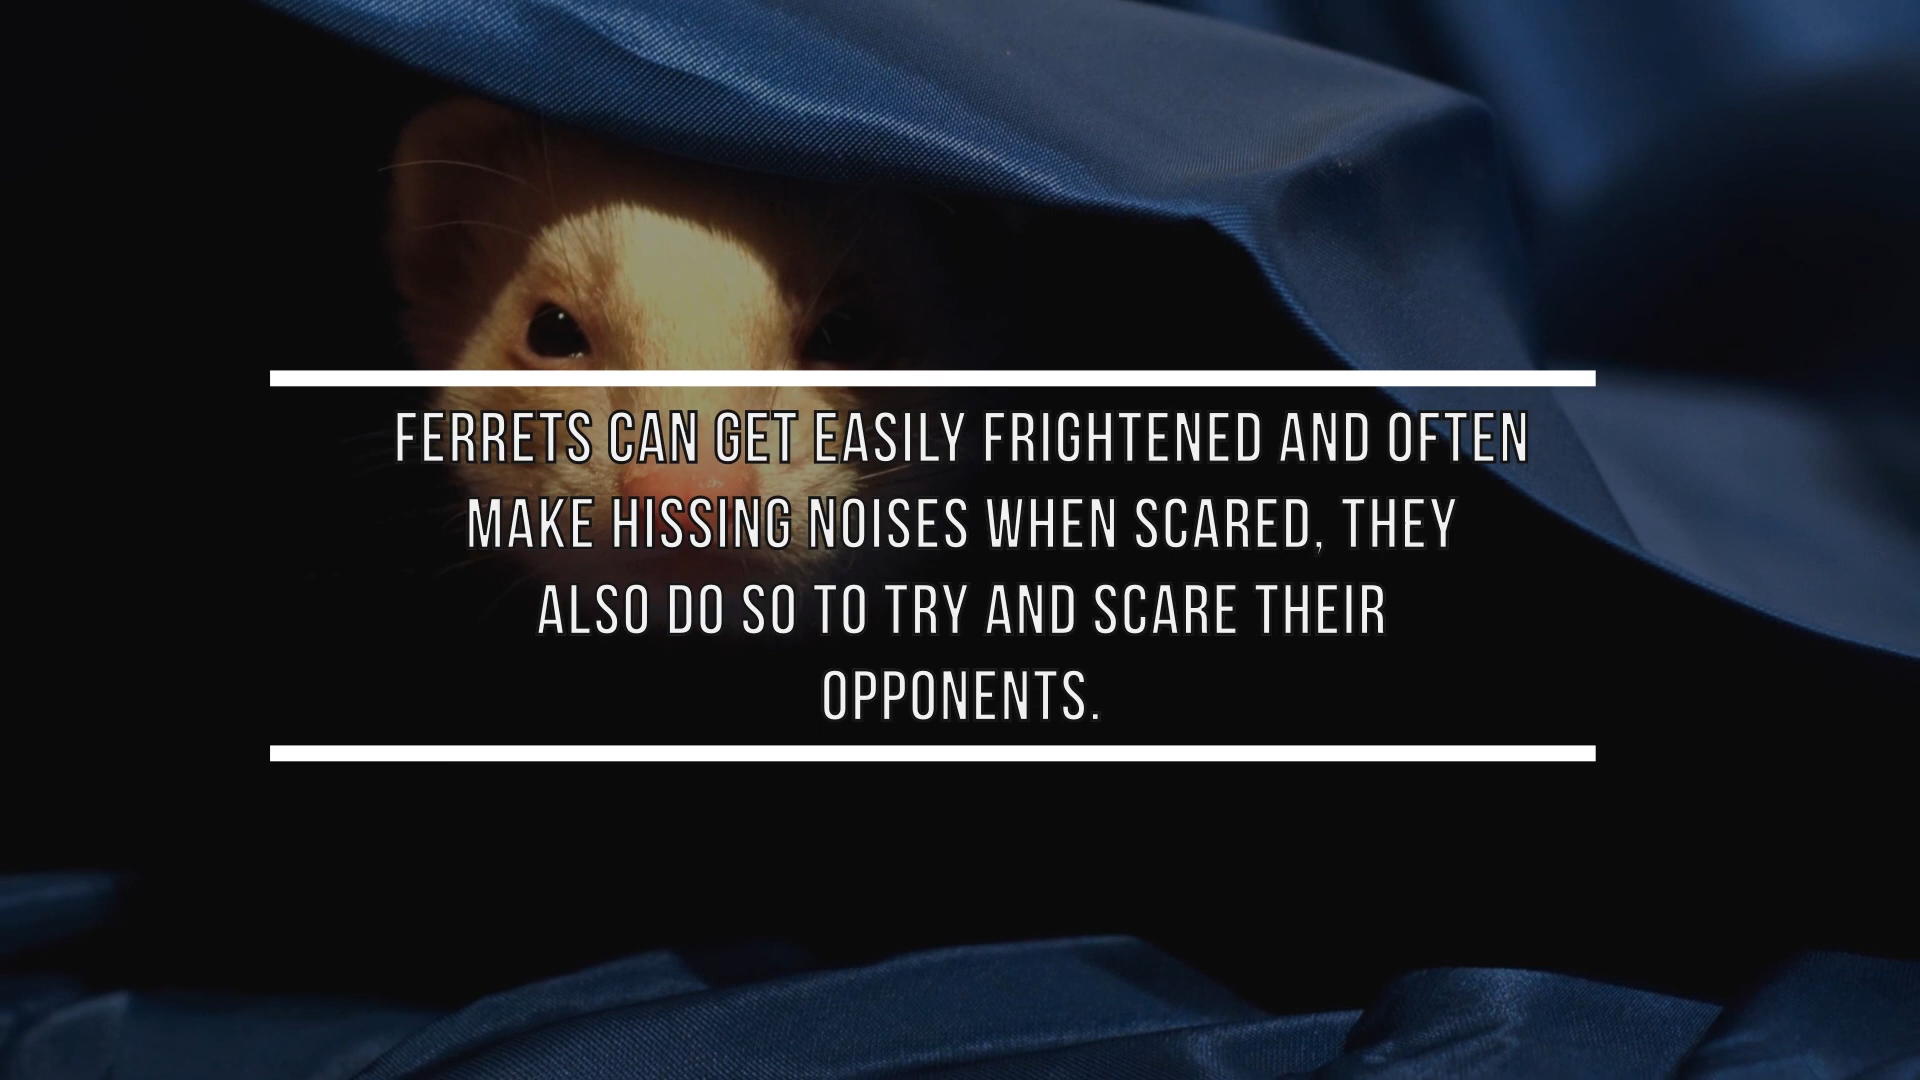 FERRETS CAN GET EASILY FRIGHTENED AND OFTEN
MAKE HISSING NOISES WHEN SCARED, THEY
ALSO DO SO TO TRY AND SCARE THEIR
OPPONENTS.